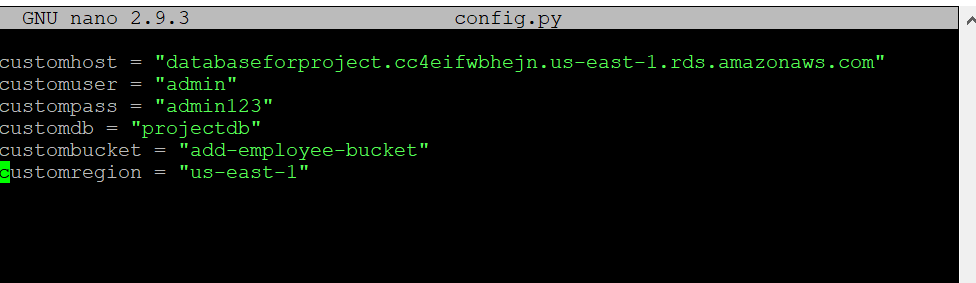 GNU nano 2.9.3 config.py
customhost = "databaseforproject.cc4eifwbhejn.us-east-1.rds.amazonaws.com"
customuser = "admin"
custompass = "admin123"
customdb = "projectdb"
custombucket = "add-employee-bucket"
customregion = "us-east-1"